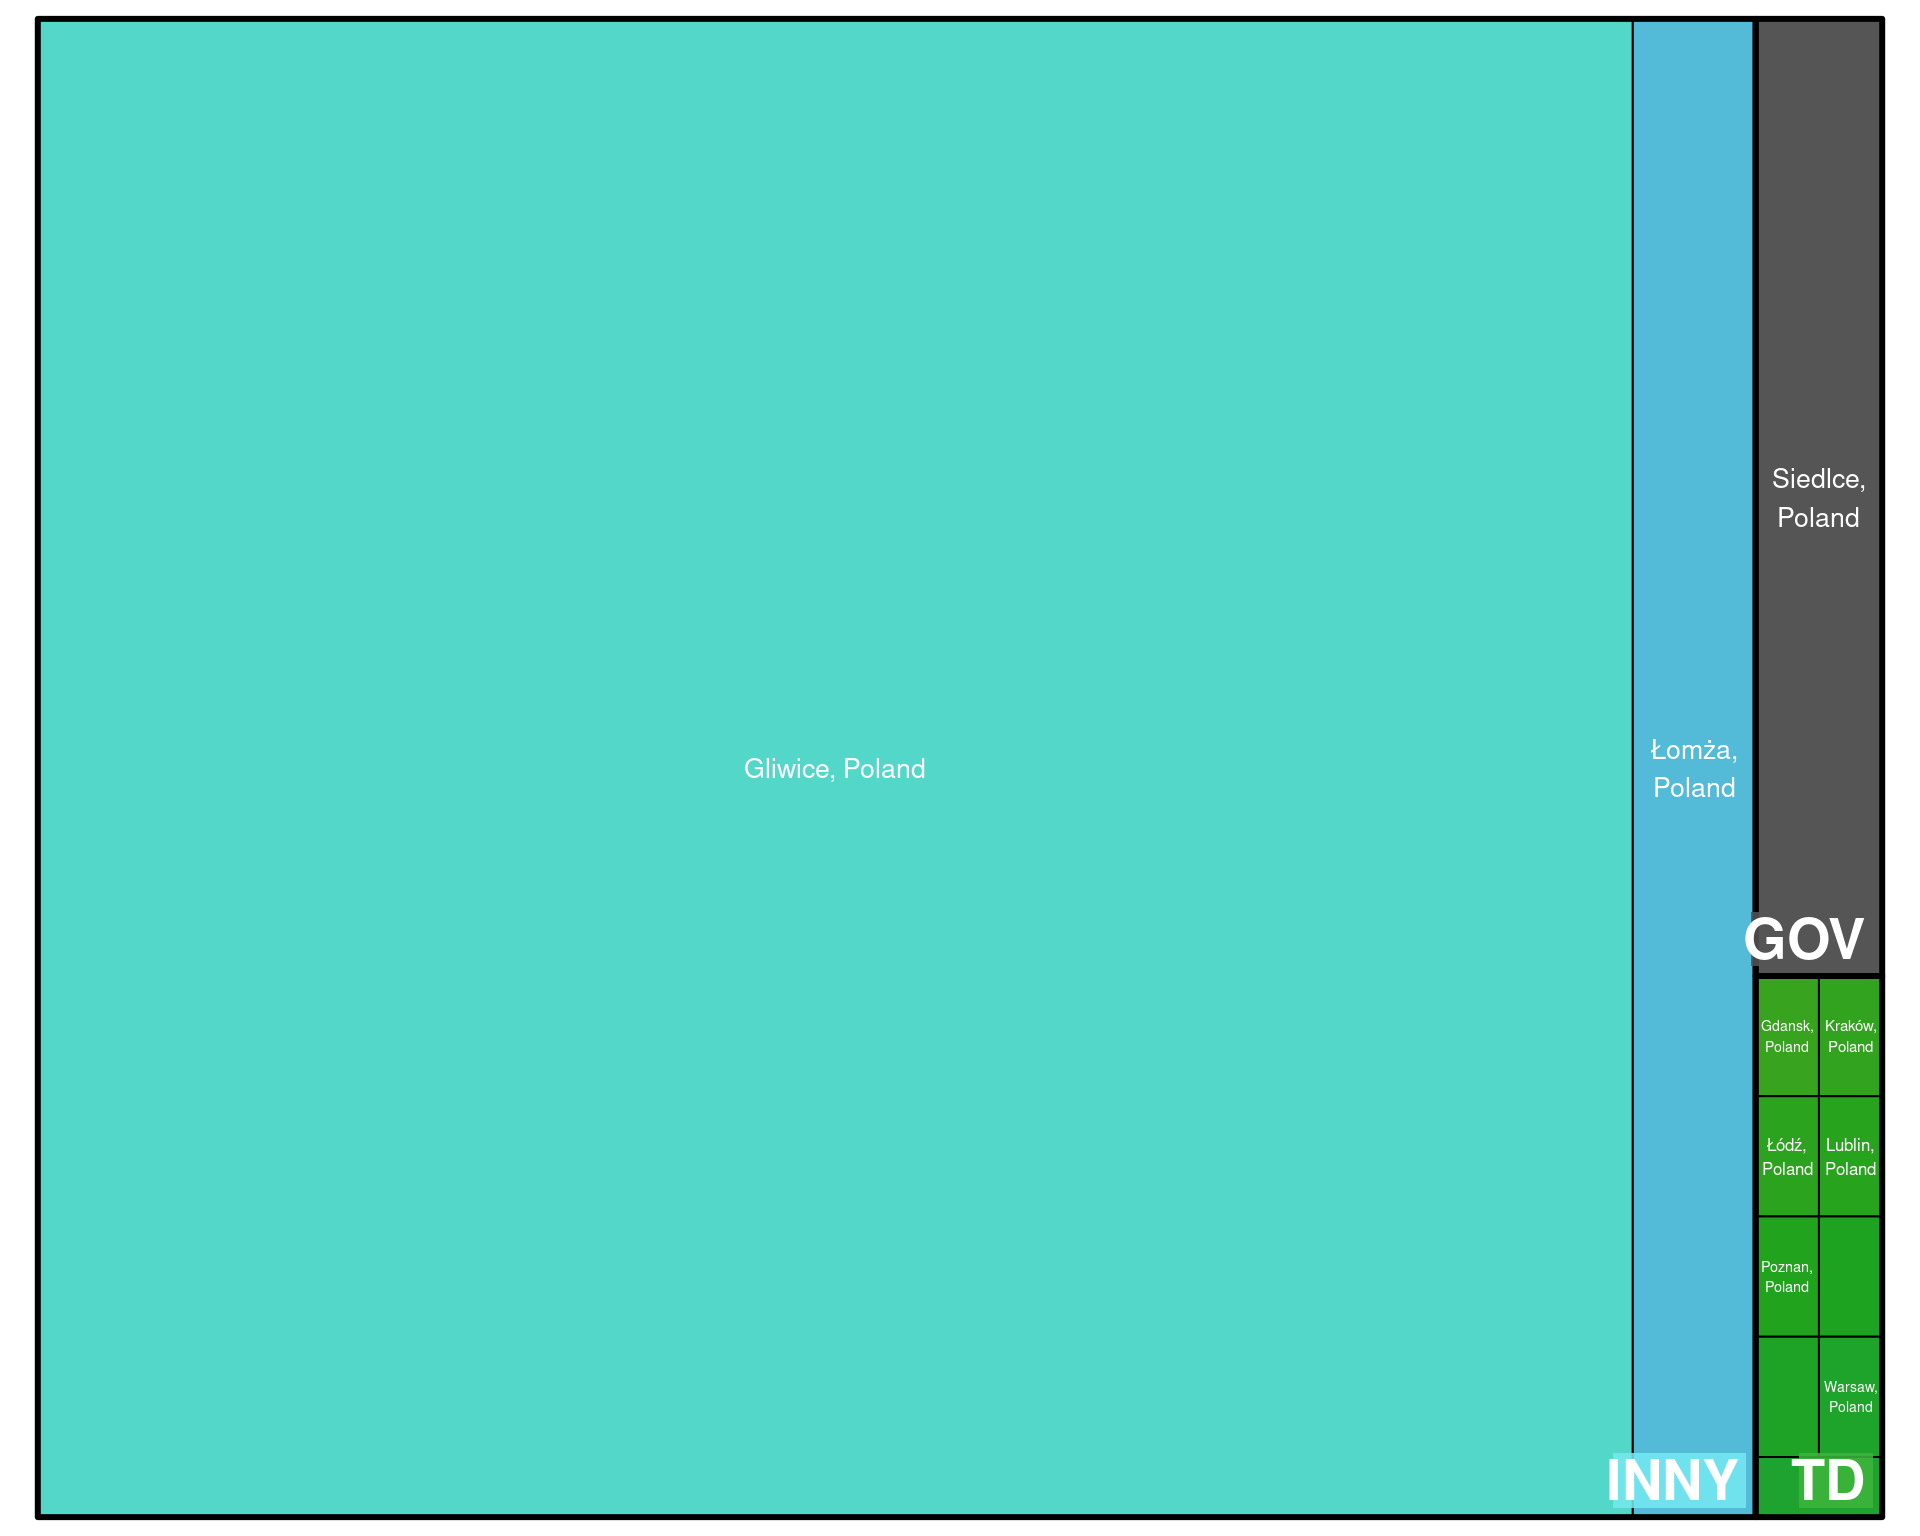 Gliwice, Poland
Łomża,
Poland
INNY
Siedlce,
Poland
GOV
Gdansk,
Poland
Kraków,
Poland
Łódź,
Poland
Lublin,
Poland
Poznan,
Poland
Warsaw,
Poland
TD